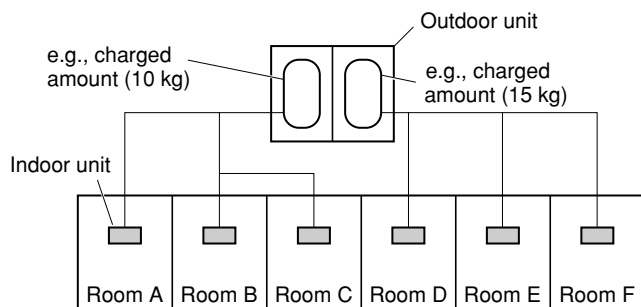 Outdoor unit
e.g., charged
amount (10 kg)
e.g., charged
amount (15 kg)
Indoor unit
Room A
Room B
Room C
Room D
Room E
Room F